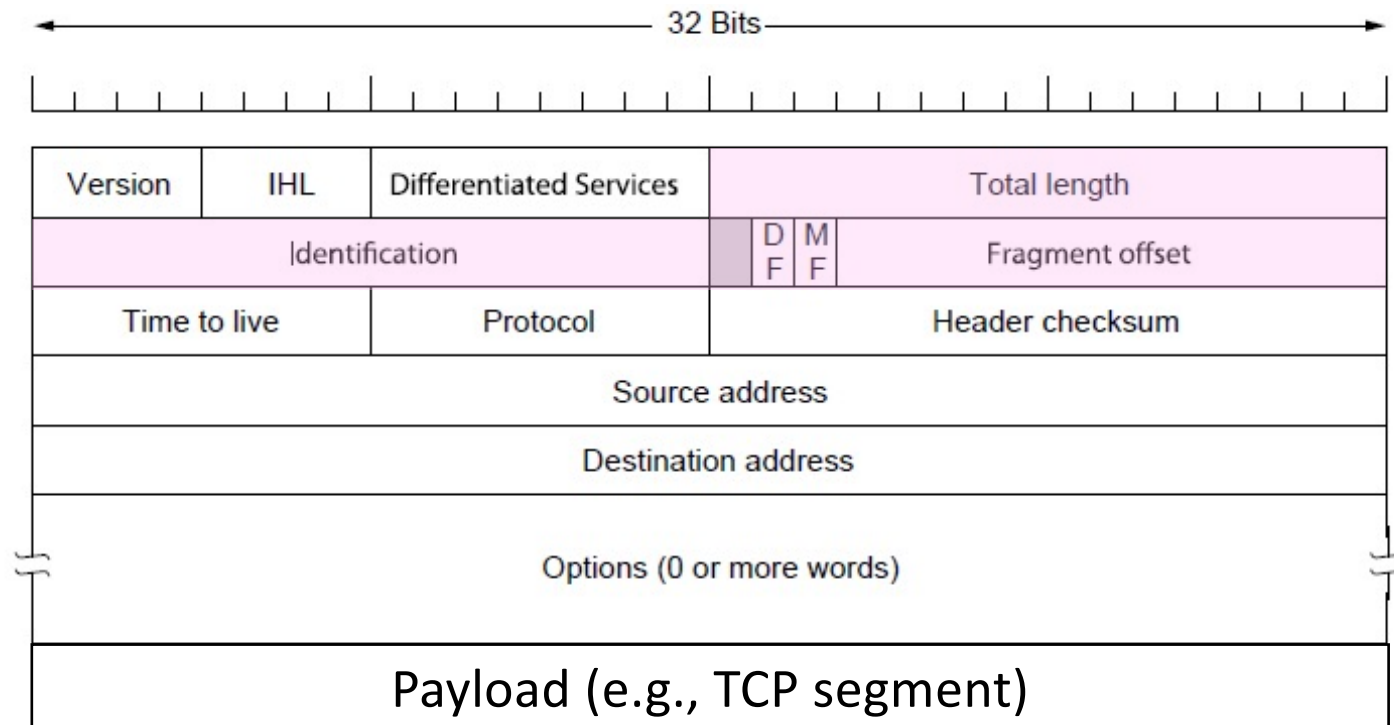 32 Bits
Version IHL Differentiated Services Total length
Identification D F M F Fragment offset
Time to live Protocol Header checksum
Source address
Destination address
Options (0 or more words)
Payload (e.g., TCP segment)